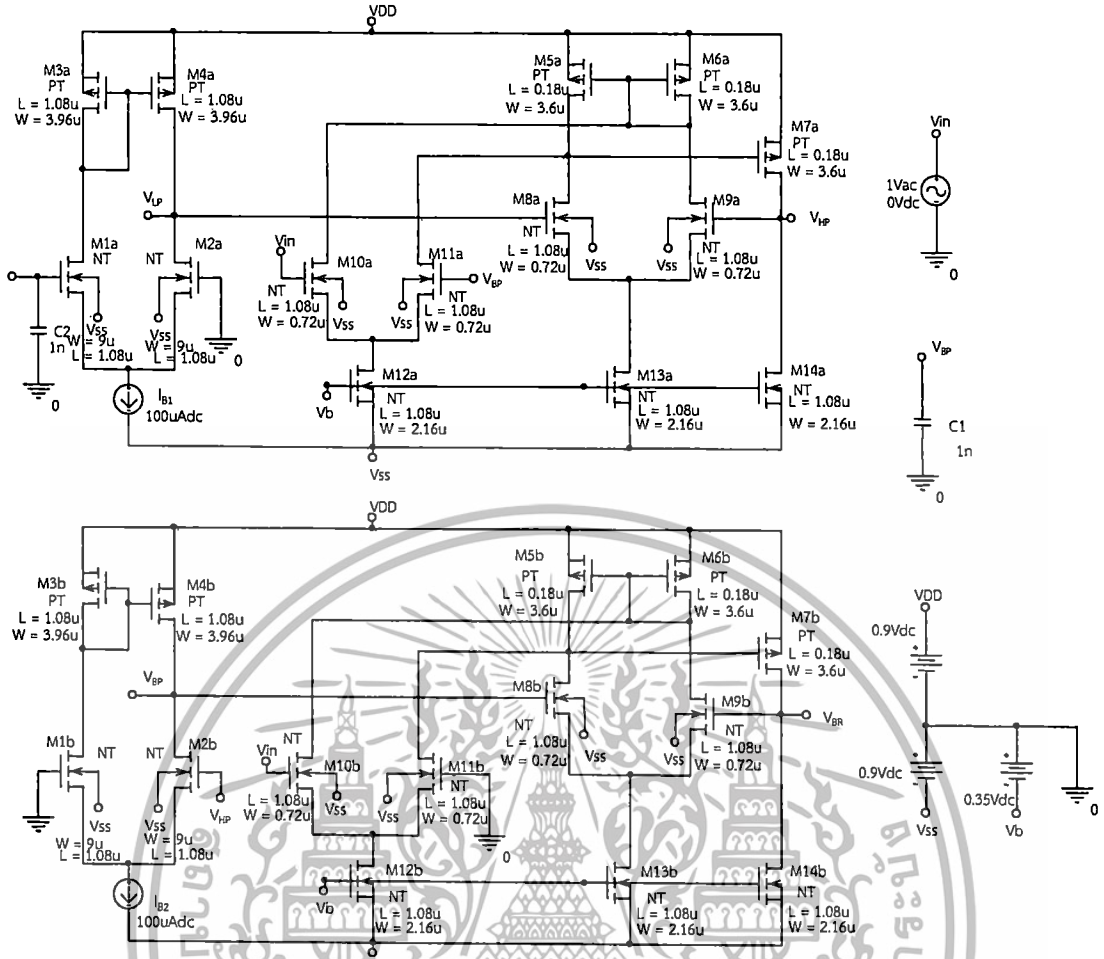 VDD
M3a
PT
L = 1.08u
W = 3.96u
M4a
PT
L = 1.08u
W = 3.96u
M5a
PT
L = 0.18u
W = 3.6u
M6a
PT
L = 0.18u
W = 3.6u
M7a
PT
L = 0.18u
W = 3.6u
Vin
1Vac
0Vdc
0
VLP
M8a
NT
L = 1.08u
W = 0.72u
Vss
M9a
NT
L = 1.08u
W = 0.72u
Vss
VHP
M1a
NT
Vss
W = 9u
L = 1.08u
M2a
NT
Vss
W = 9u
L = 1.08u
0
C2
1n
0
Vin
M10a
NT
L = 1.08u
W = 0.72u
Vss
M11a
NT
L = 1.08u
W = 0.72u
Vss
VBP
IB1
100uAdc
Vb
M12a
NT
L = 1.08u
W = 2.16u
M13a
NT
L = 1.08u
W = 2.16u
M14a
NT
L = 1.08u
W = 2.16u
Vss
VBP
C1
1n
0
VDD
M3b
PT
L = 1.08u
W = 3.96u
M4b
PT
L = 1.08u
W = 3.96u
M5b
PT
L = 0.18u
W = 3.6u
M6b
PT
L = 0.18u
W = 3.6u
M7b
PT
L = 0.18u
W = 3.6u
VBP
M8b
NT
L = 1.08u
W = 0.72u
Vss
M9b
NT
L = 1.08u
W = 0.72u
Vss
VBR
M1b
NT
Vss
W = 9u
L = 1.08u
M2b
NT
Vss
W = 9u
L = 1.08u
VHP
Vin
NT
M10b
L = 1.08u
W = 0.72u
Vss
M11b
NT
L = 1.08u
W = 0.72u
Vss
0
IB2
100uAdc
Vb
M12b
NT
L = 1.08u
W = 2.16u
M13b
NT
L = 1.08u
W = 2.16u
M14b
NT
L = 1.08u
W = 2.16u
VDD
0.9Vdc
0.9Vdc
Vss
0.35Vdc
Vb
0